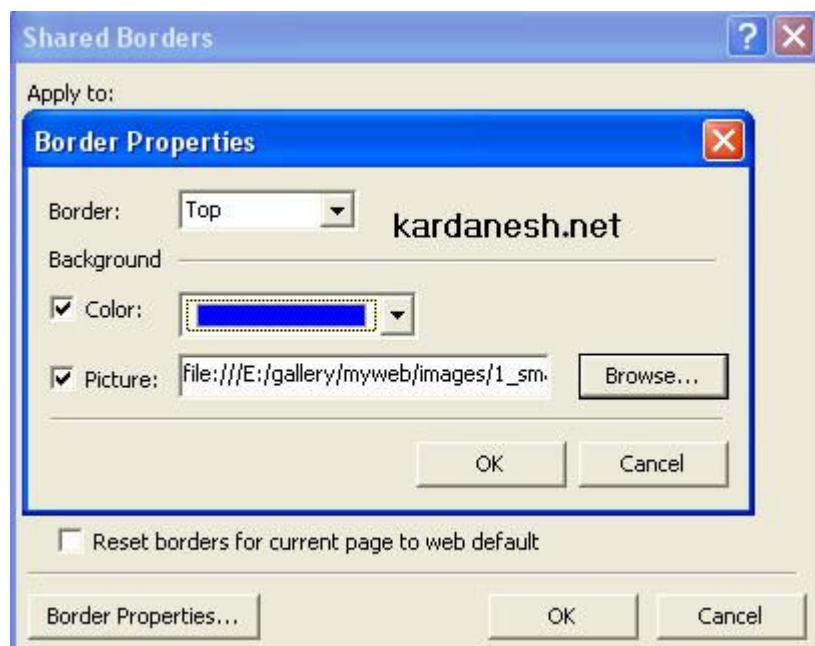 Shared Borders
Apply to:
Border Properties
Border: Top
kardanesh.net
Background
Color:
Picture: file:///E:/gallery/myweb/images/1_sm
Browse...
OK Cancel
Reset borders for current page to web default
Border Properties... OK Cancel